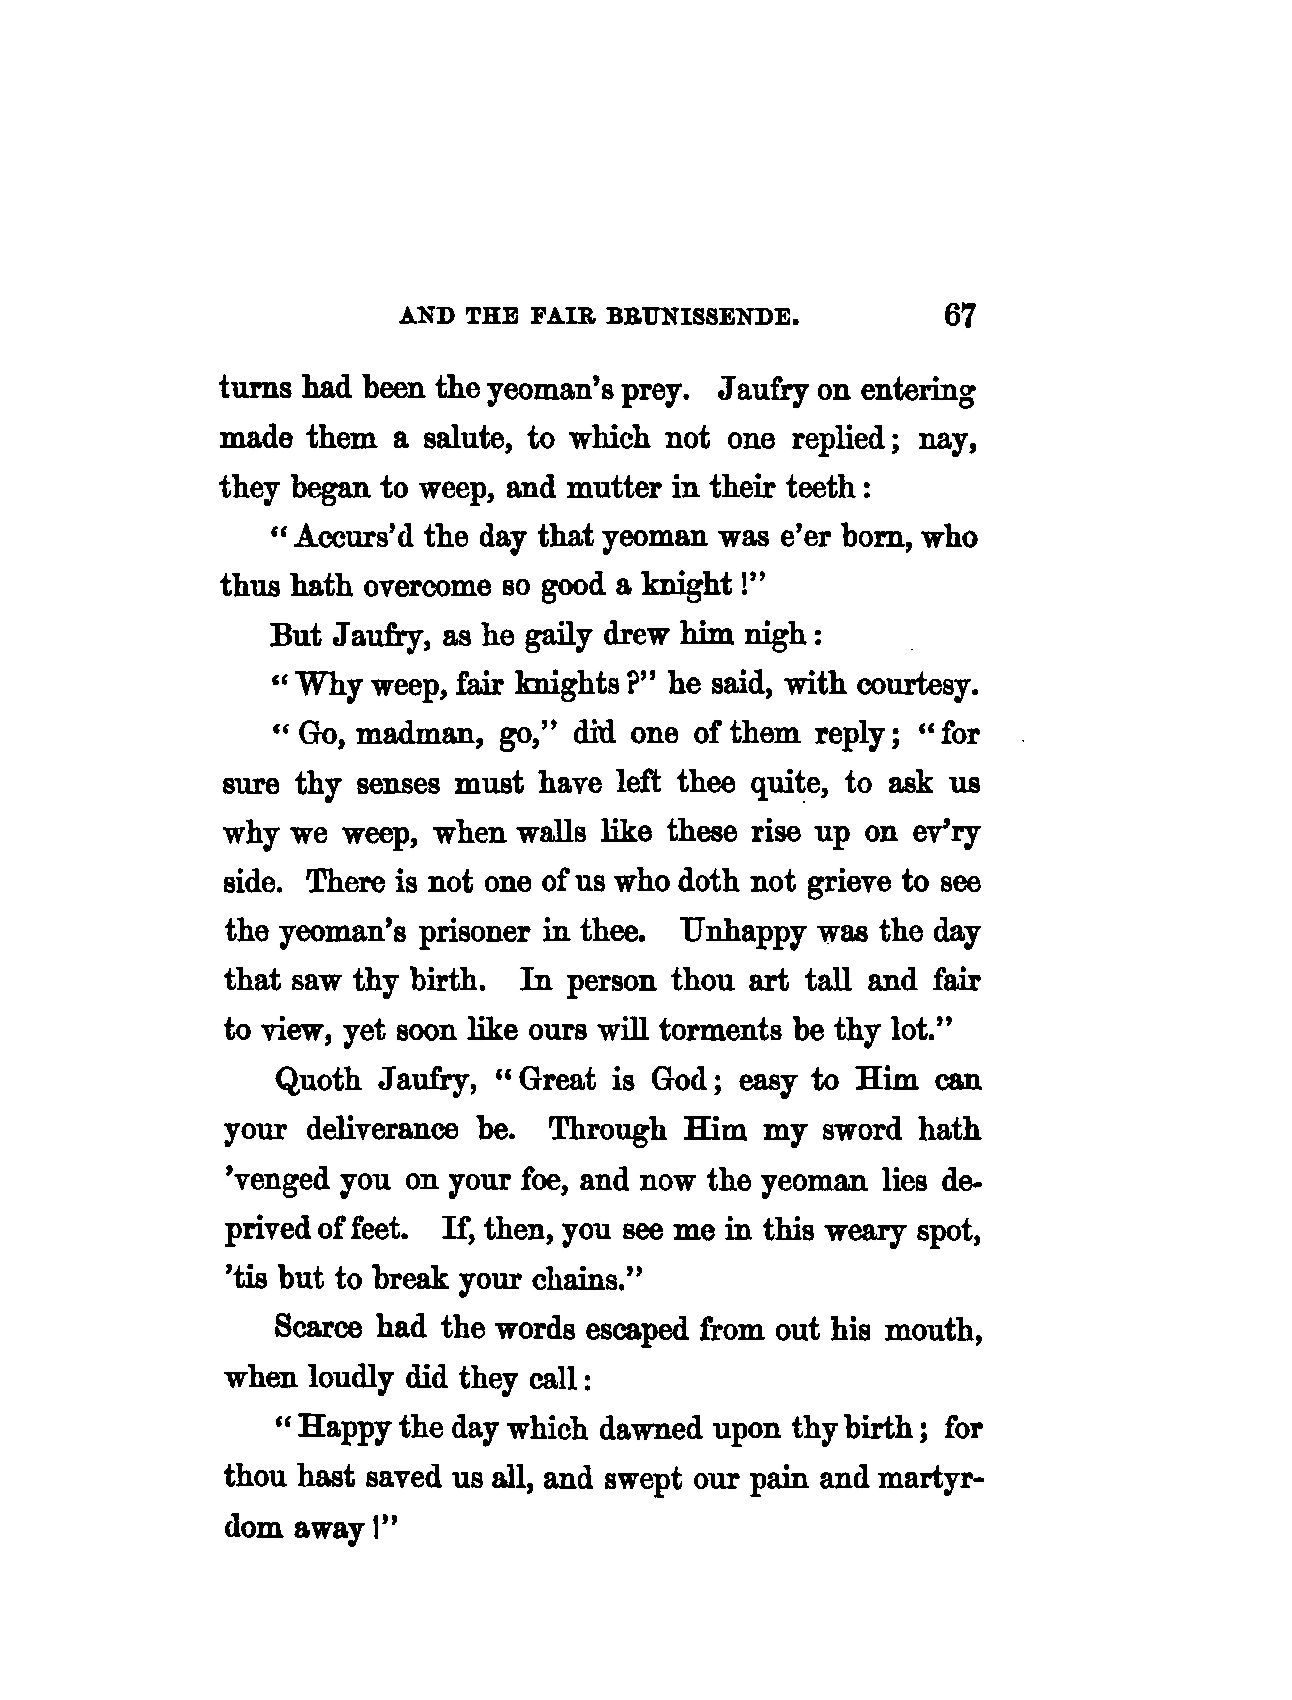 AND THE FAIR BRUNISSENDE. 67
turns had been the yeoman's prey. Jaufry on entering
made them a salute, to which not one replied; nay,
they began to weep, and mutter in their teeth:
"Accurs'd the day that yeoman was e'er born, who
thus hath overcome so good a knight!"
But Jaufry, as he gaily drew him nigh:
"Why weep, fair knights?" he said, with courtesy.
"Go, madman, go," did one of them reply; "for
sure thy senses must have left thee quite, to ask us
why we weep, when walls like these rise up on ev'ry
side. There is not one of us who doth not grieve to see
the yeoman's prisoner in thee. Unhappy was the day
that saw thy birth. In person thou art tall and fair
to view, yet soon like ours will torments be thy lot."
Quoth Jaufry, "Great is God; easy to Him can
your deliverance be. Through Him my sword hath
'venged you on your foe, and now the yeoman lies de-
prived of feet. If, then, you see me in this weary spot,
'tis but to break your chains."
Scarce had the words escaped from out his mouth,
when loudly did they call:
"Happy the day which dawned upon thy birth; for
thou hast saved us all, and swept our pain and martyr-
dom away!"